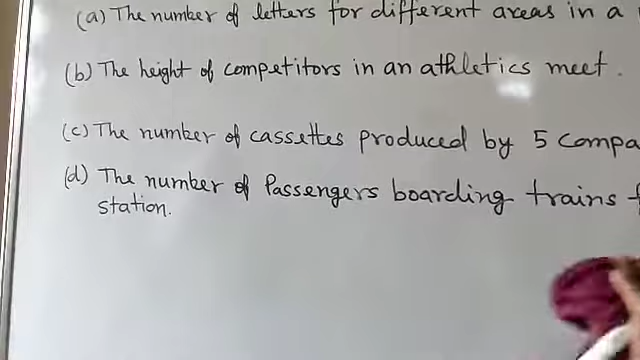 (a) The number of letters for different areas in a
(b) The height of competitors in an athletics meet.
(c) The number of cassettes produced by 5 compa
(d) The number of Passengers boarding trains
station.